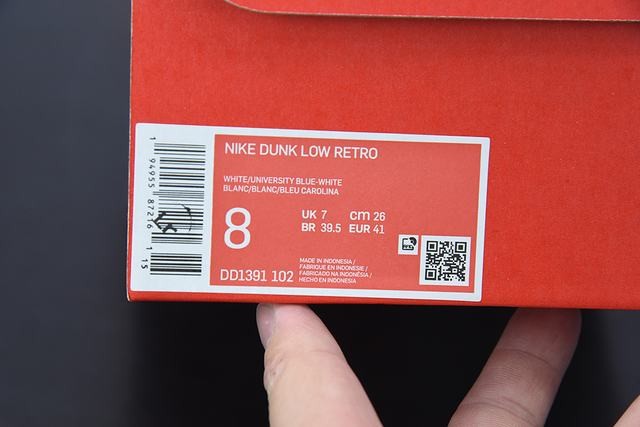 NIKE DUNK LOW RETRO
WHITE/UNIVERSITY BLUE-WHITE
BLANC/BLANC/BLEU CAROLINA
8
UK 7 cm 26
BR 39.5 EUR 41
DD1391 102
MADE IN INDONESIA /
FABRIQUE EN INDONESIE /
FABRICADO NA INDONÉSIA /
HECHO EN INDONESIA
1 94955 87216 1 15